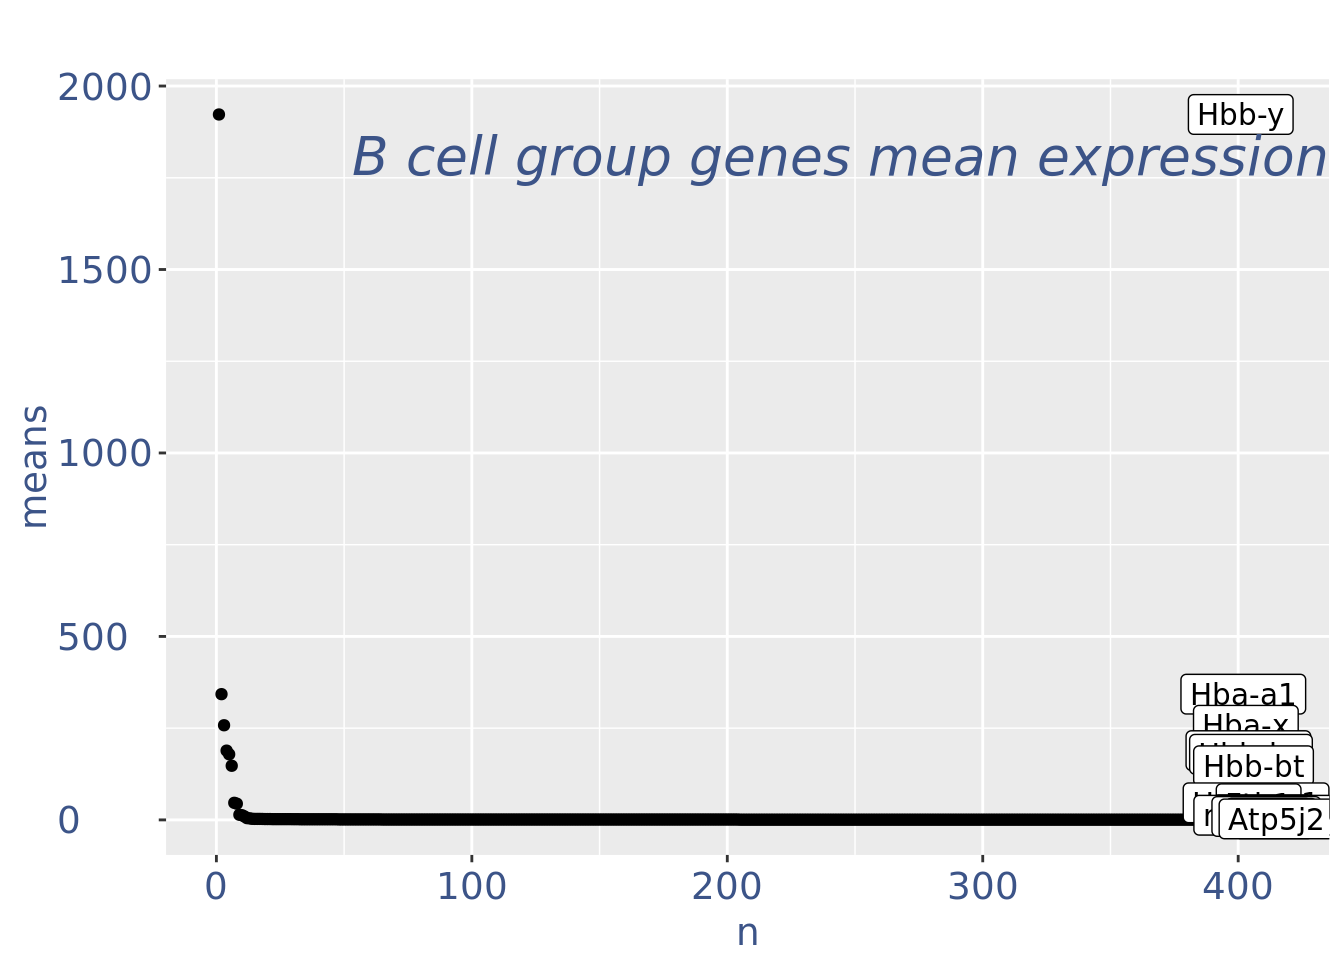 2000
Hbb-y
B cell group genes mean expression
1500
means
1000
500
Hba-a1
Hba-x
Hbb-bt
0
Atp5j2
0 100 200 300 400
n